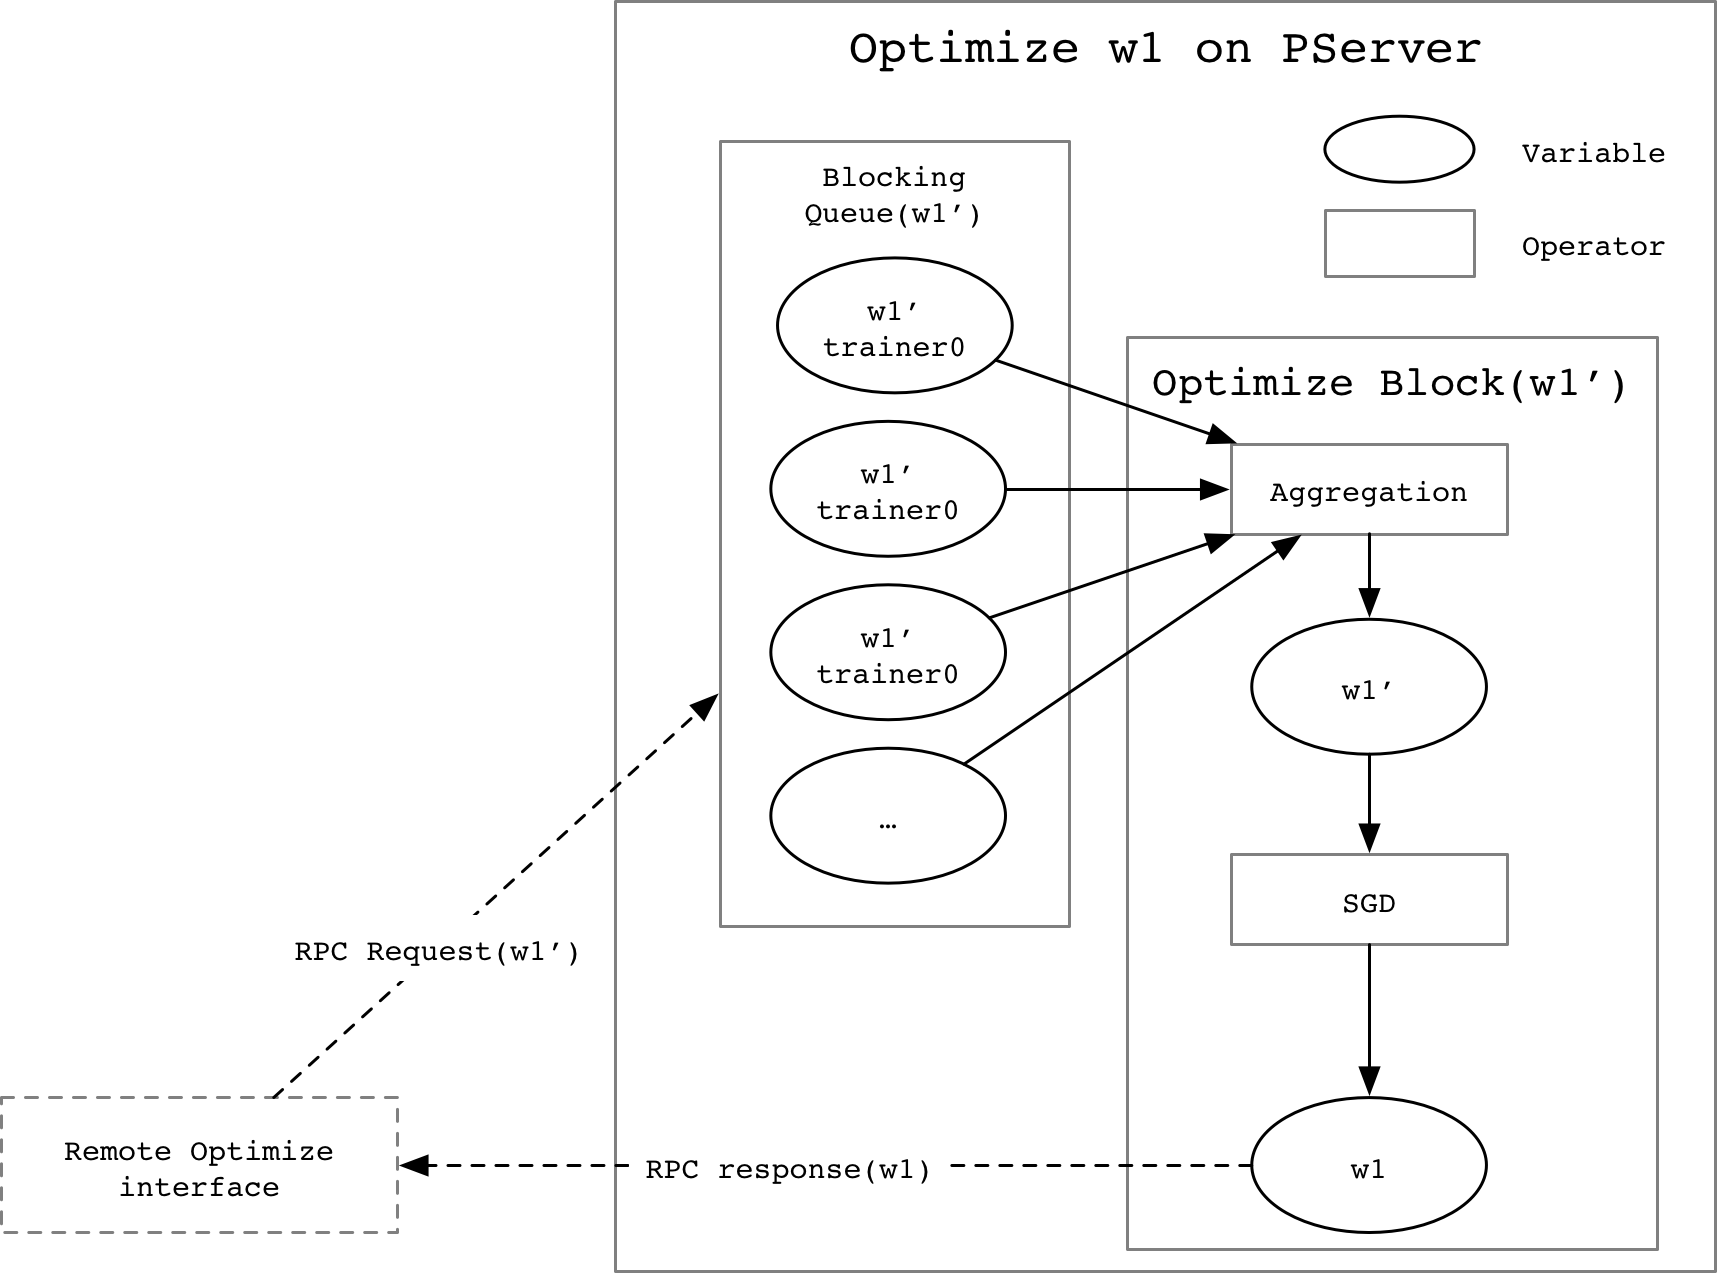 Optimize w1 on PServer
Variable
Operator
Blocking
Queue(w1’)
w1’
trainer0
w1’
trainer0
w1’
trainer0
…
Optimize Block(w1’)
Aggregation
w1’
SGD
w1
RPC Request(w1’)
RPC response(w1)
Remote Optimize
interface